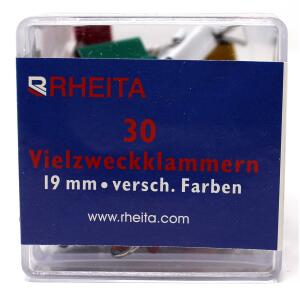 RHEITA
30
Vielzweckklammern
19 mm • versch. Farben
www.rheita.com